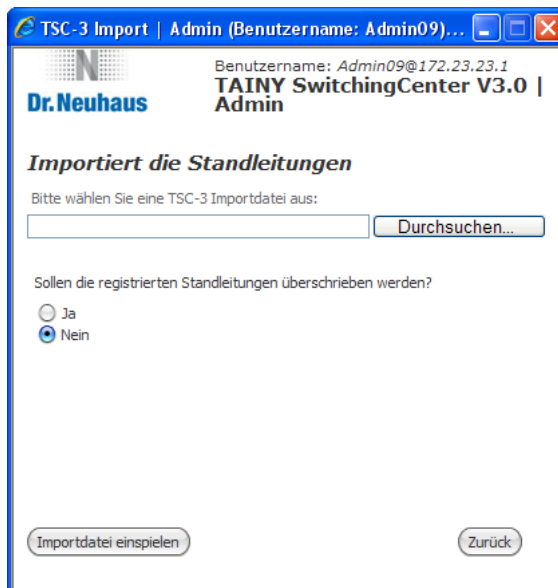 TSC-3 Import | Admin (Benutzername: Admin09)...
N
Dr.Neuhaus
Benutzername: Admin09@172.23.23.1
TAINY SwitchingCenter V3.0 |
Admin
Importiert die Standleitungen
Bitte wählen Sie eine TSC-3 Importdatei aus:
Durchsuchen...
Sollen die registrierten Standleitungen überschrieben werden?
Ja
Nein
Importdatei einspielen
Zurück